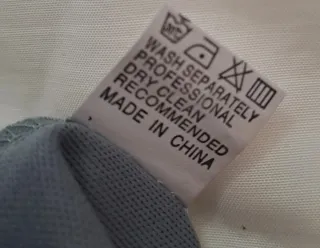 WASH SEPARATELY
PROFESSIONAL
DRY CLEAN
RECOMMENDED
MADE IN CHINA